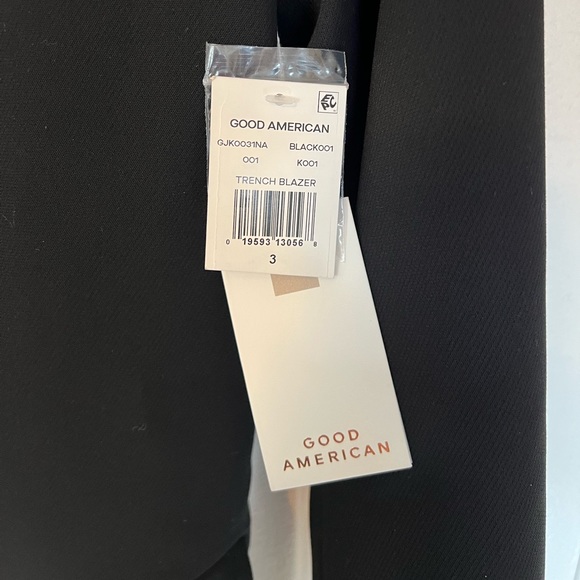 GOOD AMERICAN
GJK0031NA BLACK001
001 K001
TRENCH BLAZER
0 19593 13056 8
3
GOOD
AMERICAN